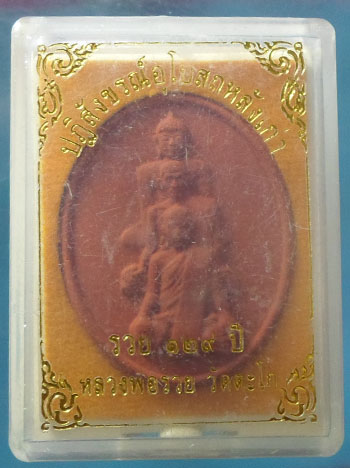 ปฏิสังขรณ์อุโบสถหลังเก่า
รวย ๑๒๙ ปี
หลวงพ่อรวย วัดตะโก